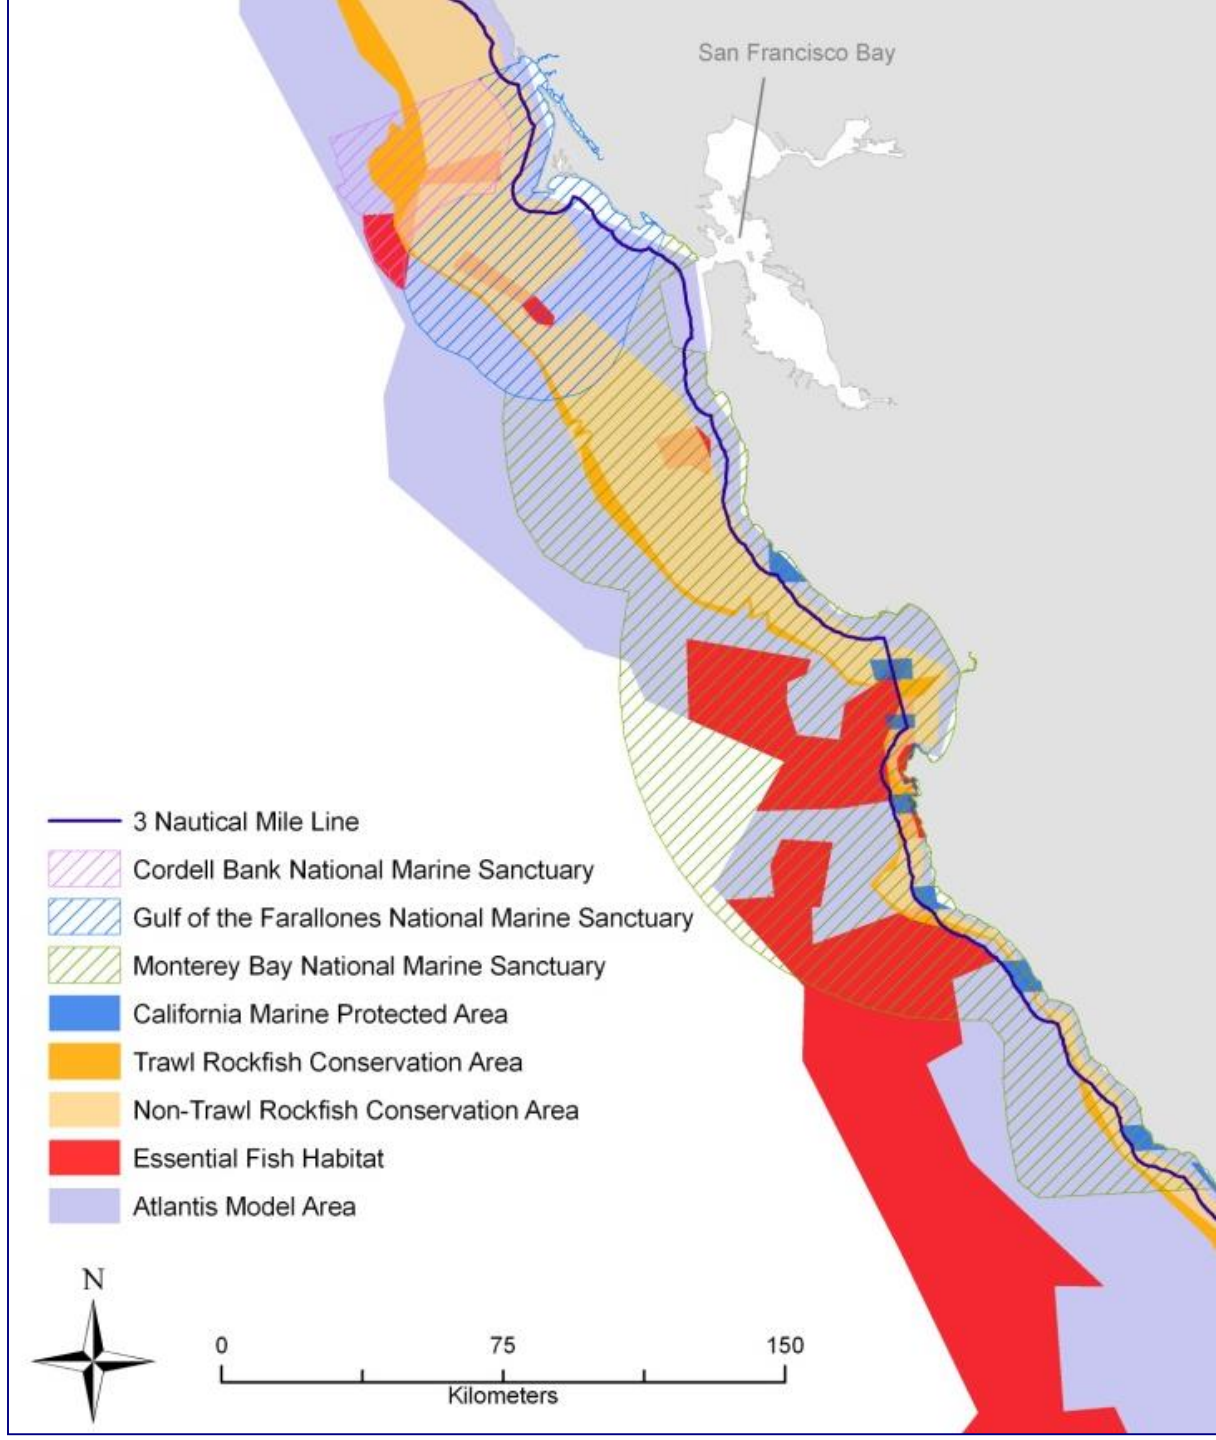 San Francisco Bay
3 Nautical Mile Line
Cordell Bank National Marine Sanctuary
Gulf of the Farallones National Marine Sanctuary
Monterey Bay National Marine Sanctuary
California Marine Protected Area
Trawl Rockfish Conservation Area
Non-Trawl Rockfish Conservation Area
Essential Fish Habitat
Atlantis Model Area
N
0 75 150
Kilometers